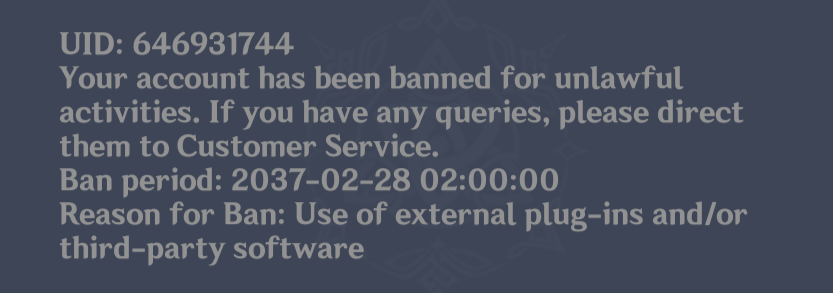 UID: 646931744
Your account has been banned for unlawful
activities. If you have any queries, please direct
them to Customer Service.
Ban period: 2037-02-28 02:00:00
Reason for Ban: Use of external plug-ins and/or
third-party software